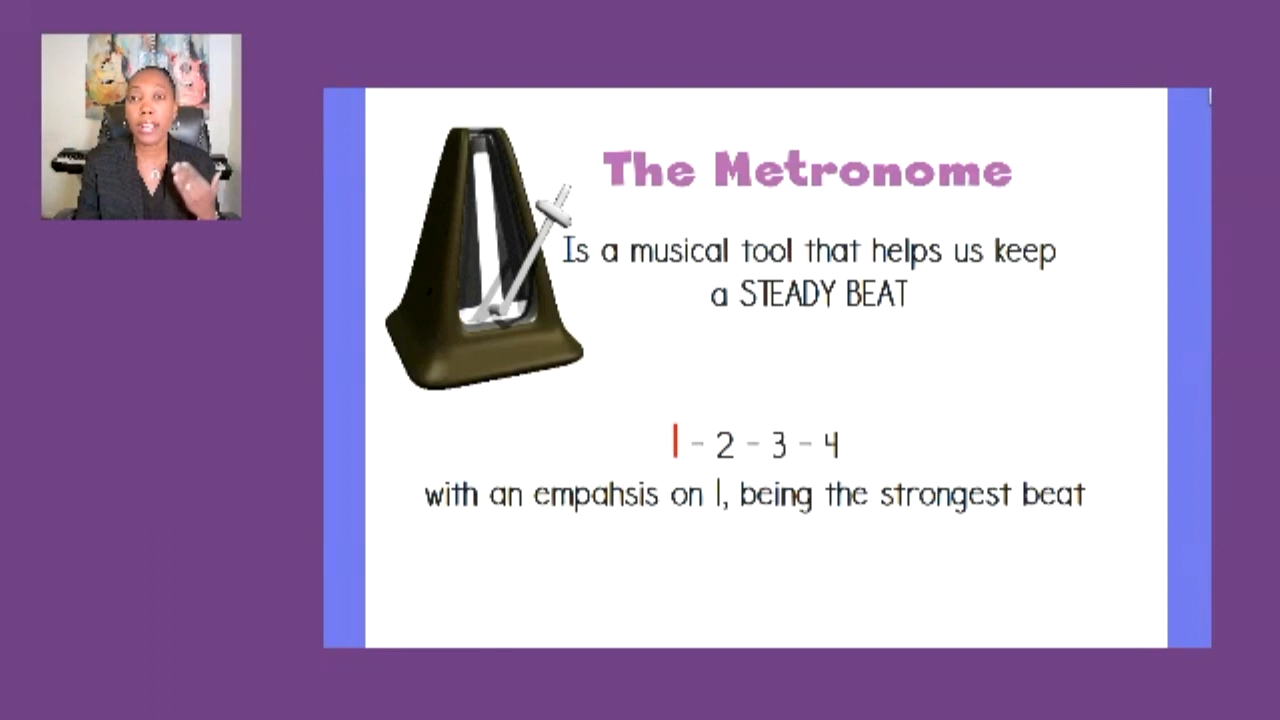 The Metronome
Is a musical tool that helps us keep
a STEADY BEAT
1 - 2 - 3 - 4
with an empahsis on 1, being the strongest beat